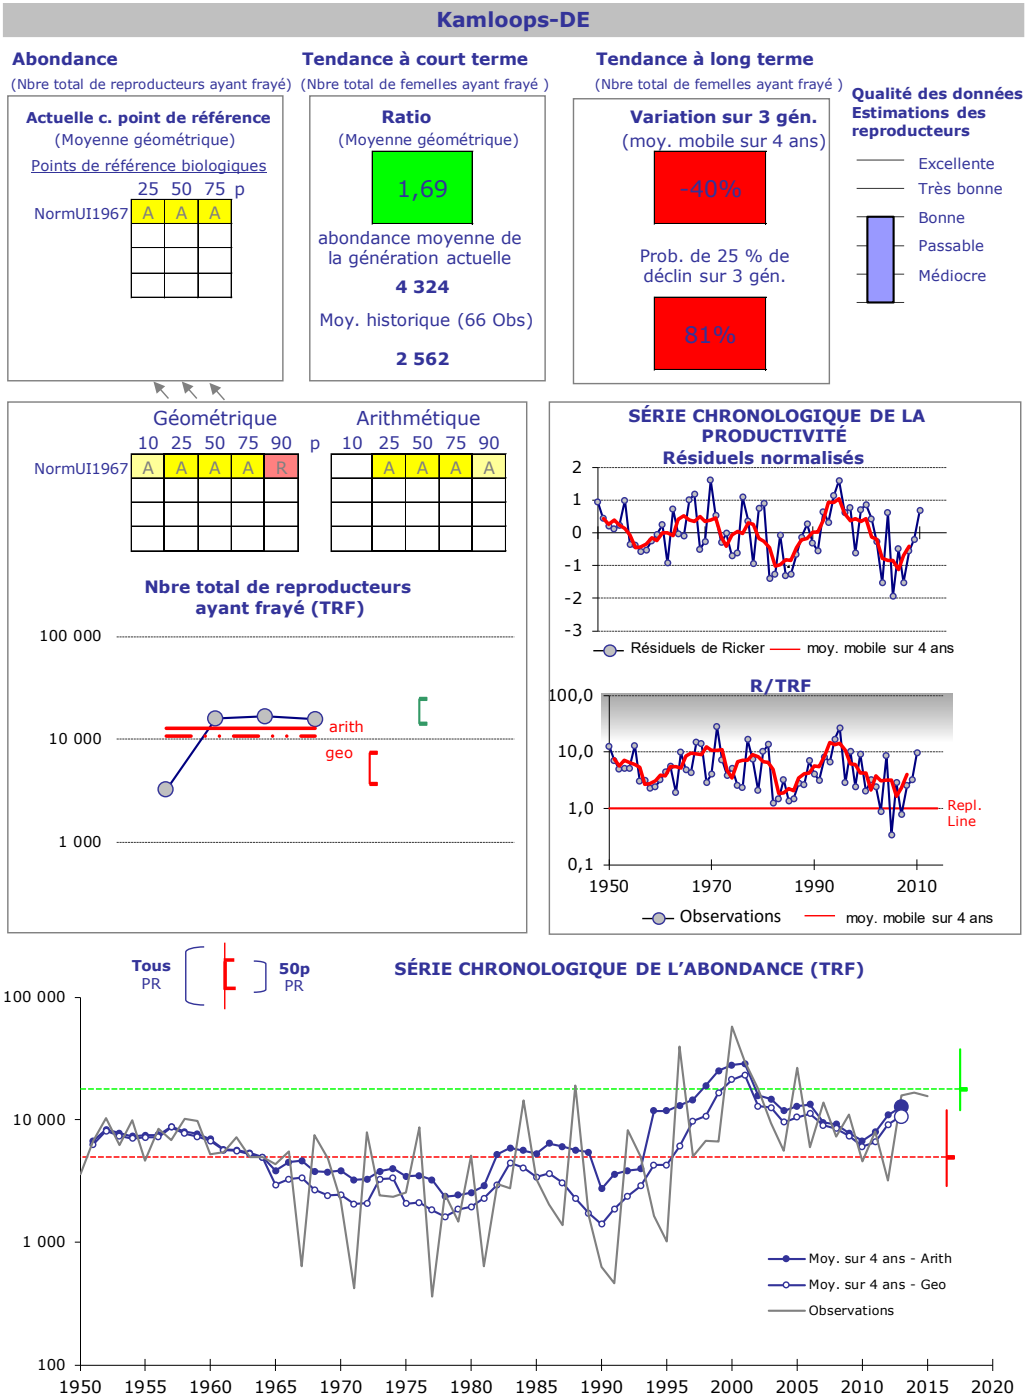 Kamloops-DE
Abondance
(Nbre total de reproducteurs ayant frayé)
Actuelle c. point de référence
(Moyenne géométrique)
Points de référence biologiques
25 50 75 p
NormUI1967 A A A
Tendance à court terme
(Nbre total de femelles ayant frayé )
Ratio
(Moyenne géométrique)
1,69
abondance moyenne de
la génération actuelle
4 324
Moy. historique (66 Obs)
2 562
Tendance à long terme
(Nbre total de femelles ayant frayé )
Variation sur 3 gén.
(moy. mobile sur 4 ans)
-40%
Prob. de 25 % de
déclin sur 3 gén.
81%
Qualité des données
Estimations des
reproducteurs
Excellente
Très bonne
Bonne
Passable
Médiocre
Géométrique Arithmétique
10 25 50 75 90 p 10 25 50 75 90
NormUI1967 A A A A R A A A A
Nbre total de reproducteurs
ayant frayé (TRF)
100 000
10 000
1 000
arith
geo
SÉRIE CHRONOLOGIQUE DE LA
PRODUCTIVITÉ
Résiduels normalisés
2
1
0
-1
-2
-3
Résiduels de Ricker moy. mobile sur 4 ans
R/TRF
100,0
10,0
1,0
0,1
Repl.
Line
1950 1970 1990 2010
Observations moy. mobile sur 4 ans
Tous
PR
50p
PR
SÉRIE CHRONOLOGIQUE DE L'ABONDANCE (TRF)
100 000
10 000
1 000
100
Moy. sur 4 ans - Arith
Moy. sur 4 ans - Geo
Observations
1950 1955 1960 1965 1970 1975 1980 1985 1990 1995 2000 2005 2010 2015 2020